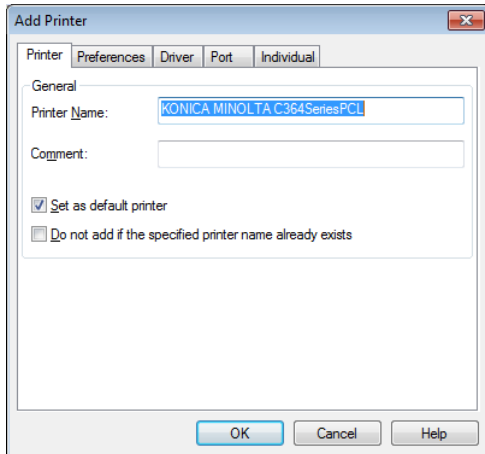 Add Printer
Printer Preferences Driver Port Individual
General
Printer Name: KONICA MINOLTA C364SeriesPCL
Comment:
Set as default printer
Do not add if the specified printer name already exists
OK Cancel Help